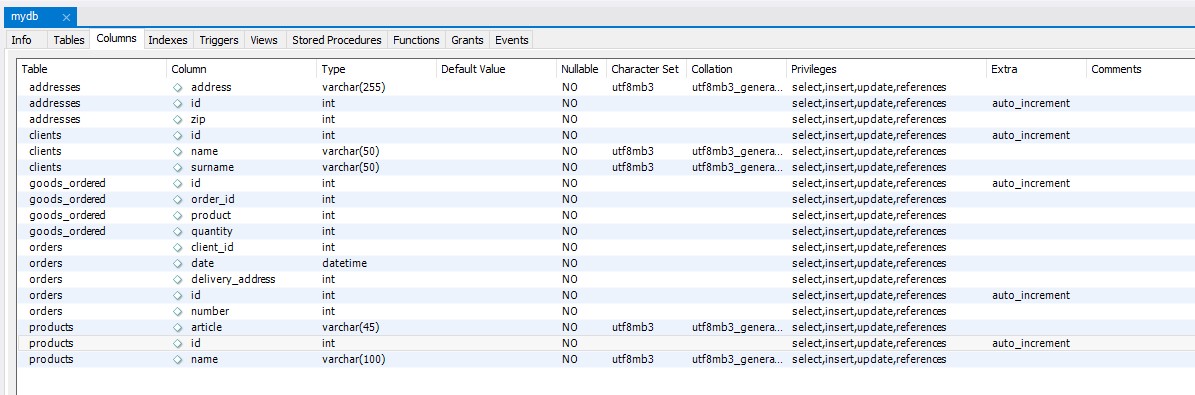 mydb ×
Info Tables Columns Indexes Triggers Views Stored Procedures Functions Grants Events
Table Column Type Default Value Nullable Character Set Collation Privileges Extra Comments
addresses address varchar(255) NO utf8mb3 utf8mb3_genera... select,insert,update,references
addresses id int NO select,insert,update,references auto_increment
addresses zip int NO select,insert,update,references
clients id int NO select,insert,update,references auto_increment
clients name varchar(50) NO utf8mb3 utf8mb3_genera... select,insert,update,references
clients surname varchar(50) NO utf8mb3 utf8mb3_genera... select,insert,update,references
goods_ordered id int NO select,insert,update,references auto_increment
goods_ordered order_id int NO select,insert,update,references
goods_ordered product int NO select,insert,update,references
goods_ordered quantity int NO select,insert,update,references
orders client_id int NO select,insert,update,references
orders date datetime NO select,insert,update,references
orders delivery_address int NO select,insert,update,references
orders id int NO select,insert,update,references auto_increment
orders number int NO select,insert,update,references
products article varchar(45) NO utf8mb3 utf8mb3_genera... select,insert,update,references
products id int NO select,insert,update,references auto_increment
products name varchar(100) NO utf8mb3 utf8mb3_genera... select,insert,update,references